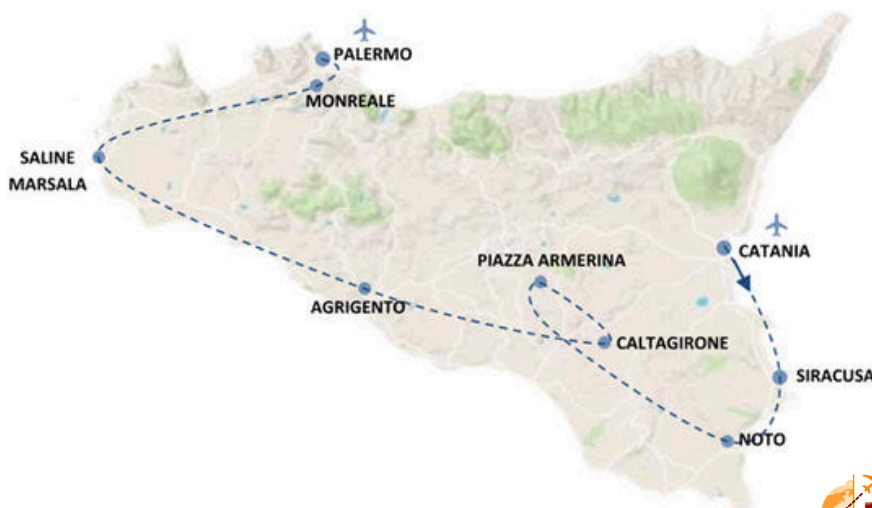 PALERMO
MONREALE
SALINE
MARSALA
CATANIA
PIAZZA ARMERINA
AGRIGENTO
CALTAGIRONE
SIRACUSA
NOTO